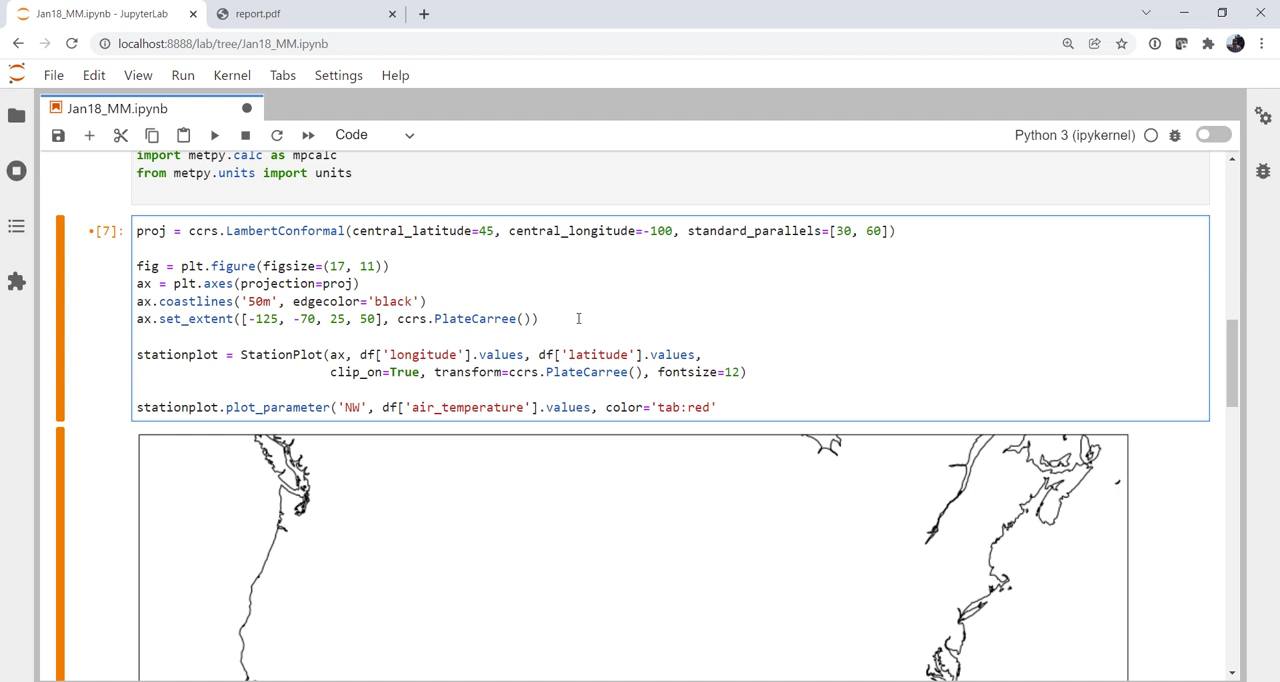 Jan18_MM.ipynb - JupyterLab
report.pdf
localhost:8888/lab/tree/Jan18_MM.ipynb
File Edit View Run Kernel Tabs Settings Help
Jan18_MM.ipynb
Code
Python 3 (ipykernel)
import metpy.calc as mpcalc
from metpy.units import units
[7]:
proj = ccrs.LambertConformal(central_latitude=45, central_longitude=-100, standard_parallels=[30, 60])
fig = plt.figure(figsize=(17, 11))
ax = plt.axes(projection=proj)
ax.coastlines('50m', edgecolor='black')
ax.set_extent([-125, -70, 25, 50], ccrs.PlateCarree())
stationplot = StationPlot(ax, df['longitude'].values, df['latitude'].values,
clip_on=True, transform=ccrs.PlateCarree(), fontsize=12)
stationplot.plot_parameter('NW', df['air_temperature'].values, color='tab:red'